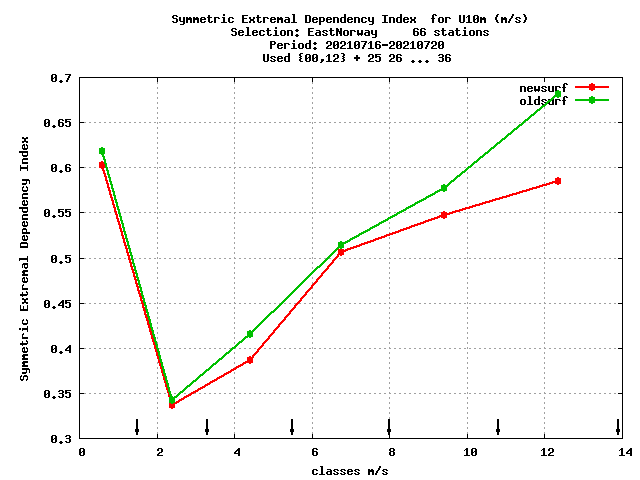 Symmetric Extremal Dependency Index  for U10m (m/s)
Selection: EastNorway     66 stations
Period: 20210716-20210720
Used {00,12} + 25 26 ... 36
0.7
0.65
0.6
0.55
0.5
0.45
0.4
0.35
0.3
Symmetric Extremal Dependency Index
newsurf
oldsurf
0 2 4 6 8 10 12 14
classes m/s